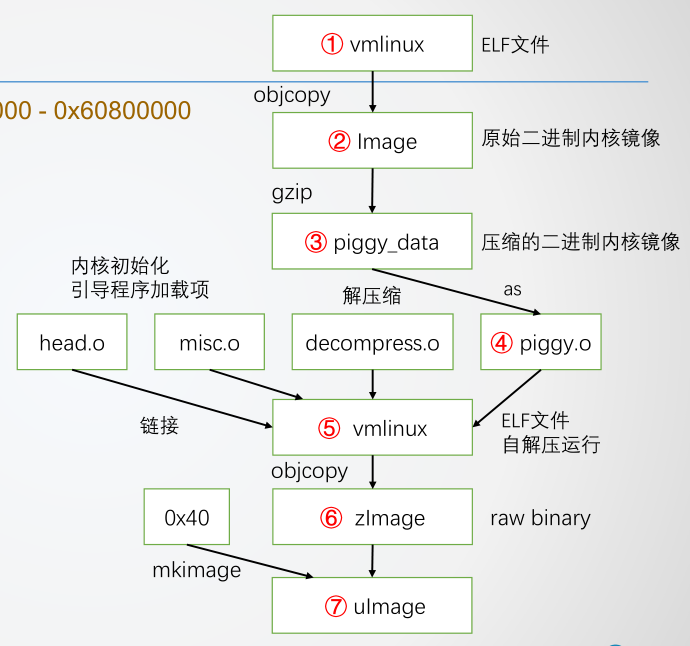 ① vmlinux
ELF文件
objcopy
000 - 0x60800000
② Image
原始二进制内核镜像
gzip
③ piggy_data
压缩的二进制内核镜像
内核初始化
引导程序加载项
解压缩
as
head.o
misc.o
decompress.o
④ piggy.o
链接
⑤ vmlinux
ELF文件
自解压运行
objcopy
0x40
⑥ zImage
raw binary
mkimage
⑦ uImage